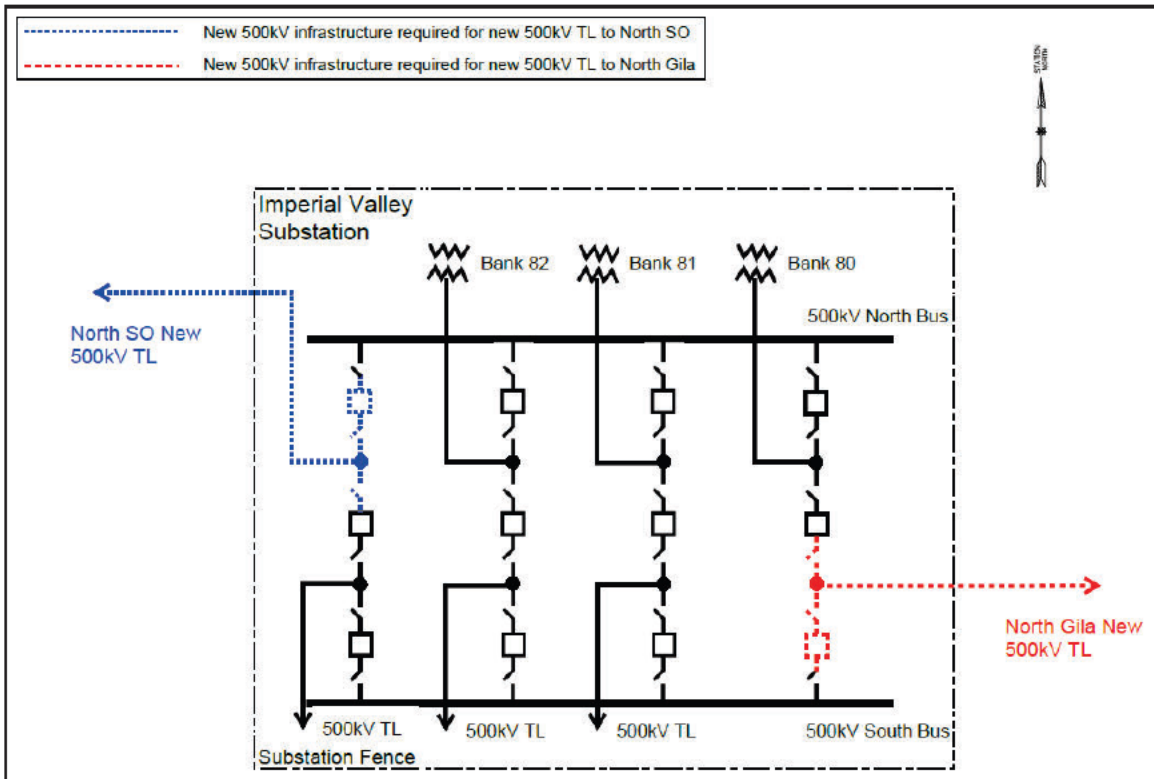 New 500kV infrastructure required for new 500kV TL to North SO
New 500kV infrastructure required for new 500kV TL to North Gila
STATION
NORTH
Imperial Valley
Substation
Bank 82
Bank 81
Bank 80
North SO New
500kV TL
500kV North Bus
North Gila New
500kV TL
500kV TL
500kV TL
500kV TL
500kV South Bus
Substation Fence